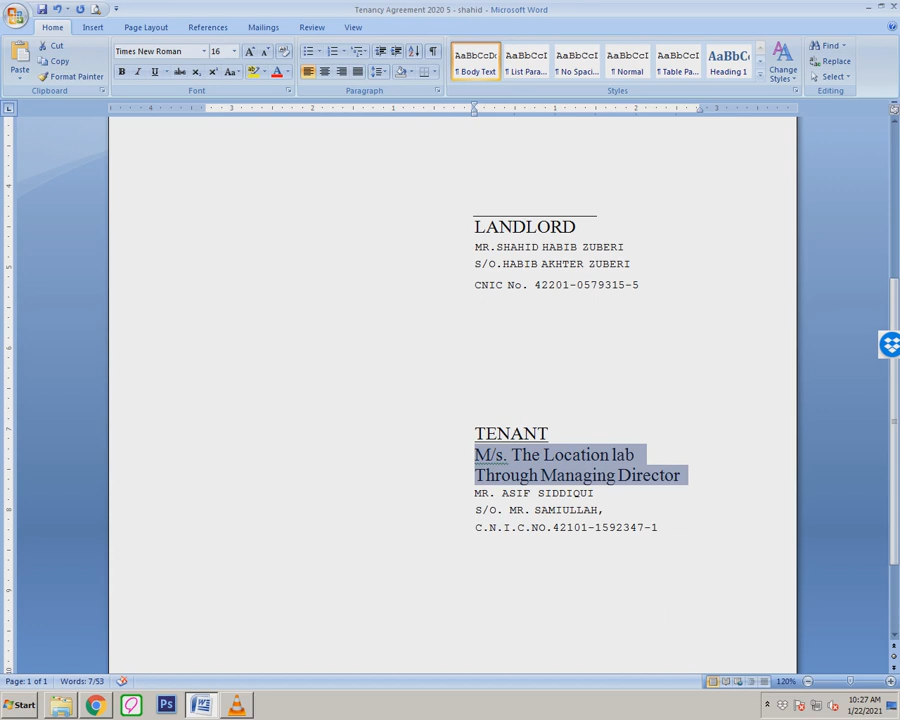 Tenancy Agreement 2020 5 - shahid - Microsoft Word
Home Insert Page Layout References Mailings Review View
Paste
Cut
Copy
Format Painter
Clipboard
Times New Roman 16
Font
Paragraph
AaBbCcDc AaBbCcI AaBbCcI AaBbCcI AaBbCcI AaBbC
¶ Body Text ¶ List Para... ¶ No Spaci... ¶ Normal ¶ Table Pa... Heading 1
Change Styles
Styles
Find
Replace
Select
Editing
LANDLORD
MR.SHAHID HABIB ZUBERI
S/O.HABIB AKHTER ZUBERI
CNIC No. 42201-0579315-5
TENANT
M/s. The Location lab
Through Managing Director
MR. ASIF SIDDIQUI
S/O. MR. SAMIULLAH,
C.N.I.C.NO.42101-1592347-1
Page: 1 of 1 Words: 7/53 120%
Start
10:27 AM
1/22/2021